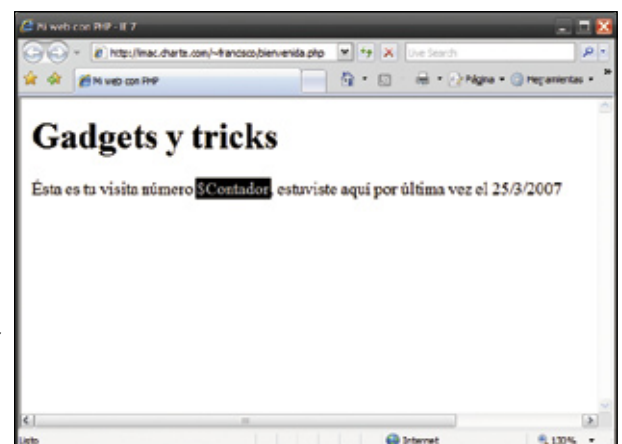 Mi web con PHP - IE 7
http://imac.charte.com/~francisco/bienvenida.php
Live Search
Mi web con PHP
Página
Herramientas
Gadgets y tricks
Ésta es tu visita número $Contador, estuviste aquí por última vez el 25/3/2007
Listo
Internet
130%